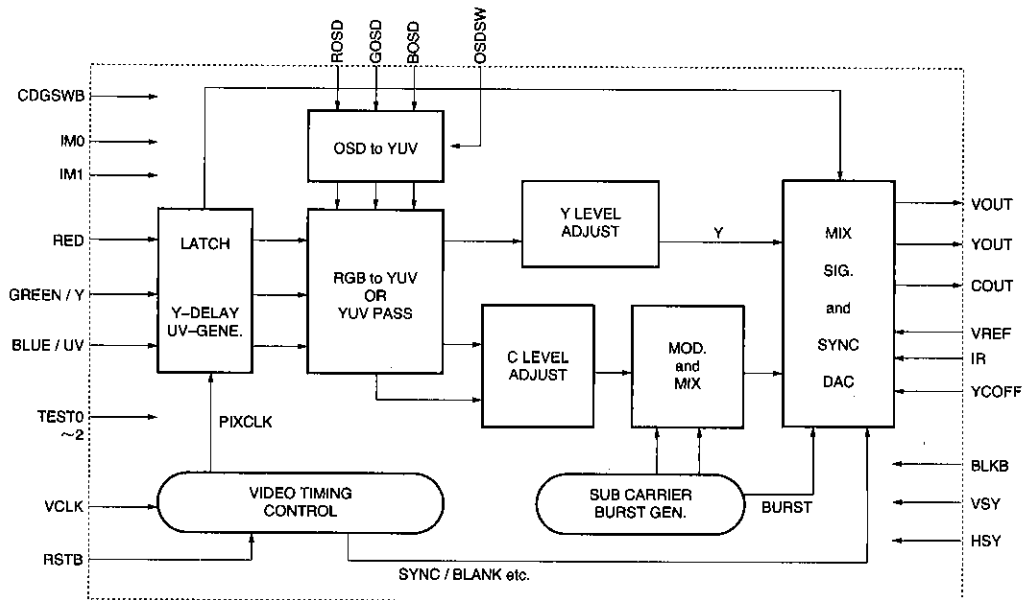 ROSD
GOSD
BOSD
OSDSW
CDGSWB
IM0
IM1
RED
GREEN / Y
BLUE / UV
TEST0
~2
VCLK
RSTB
OSD to YUV
LATCH
Y–DELAY
UV–GENE.
RGB to YUV
OR
YUV PASS
Y LEVEL
ADJUST
Y
C LEVEL
ADJUST
MOD.
and
MIX
MIX
SIG.
and
SYNC
DAC
PIXCLK
VIDEO TIMING
CONTROL
SUB CARRIER
BURST GEN.
BURST
SYNC / BLANK etc.
VOUT
YOUT
COUT
VREF
IR
YCOFF
BLKB
VSY
HSY